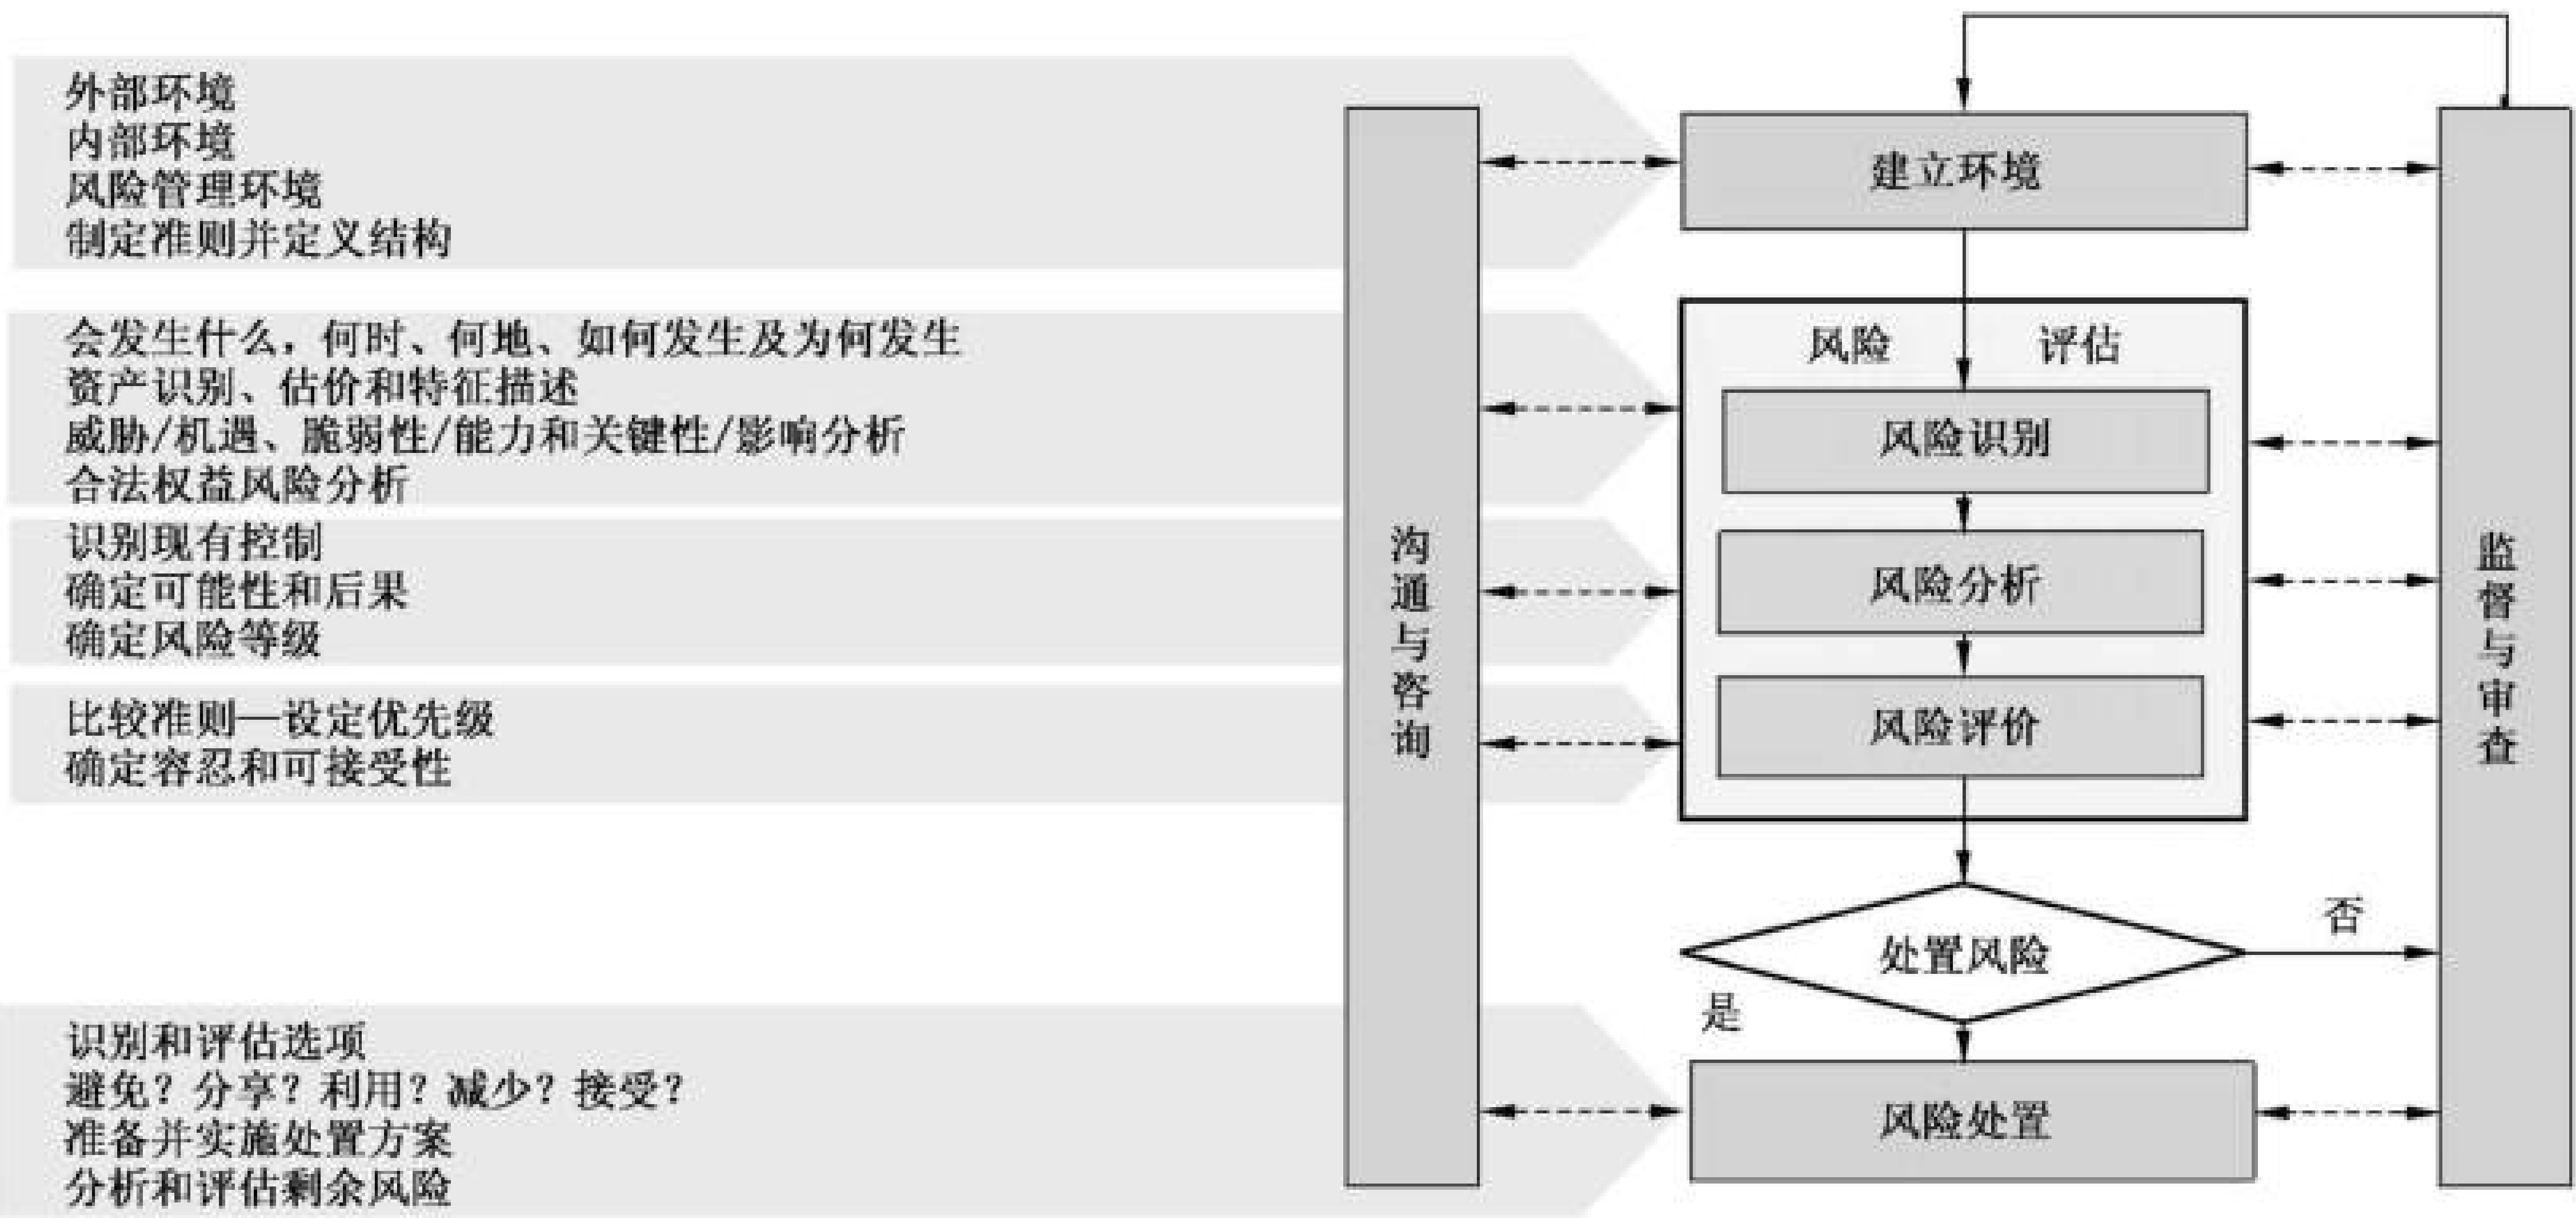 外部环境
内部环境
风险管理环境
制定准则并定义结构
建立环境
会发生什么，何时、何地、如何发生及为何发生
资产识别、估价和特征描述
威胁/机遇、脆弱性/能力和关键性/影响分析
合法权益风险分析
风险 评估
风险识别
识别现有控制
确定可能性和后果
确定风险等级
风险分析
比较准则—设定优先级
确定容忍和可接受性
风险评价
沟通与咨询
监督与审查
处置风险
否
是
识别和评估选项
避免？分享？利用？减少？接受？
准备并实施处置方案
分析和评估剩余风险
风险处置